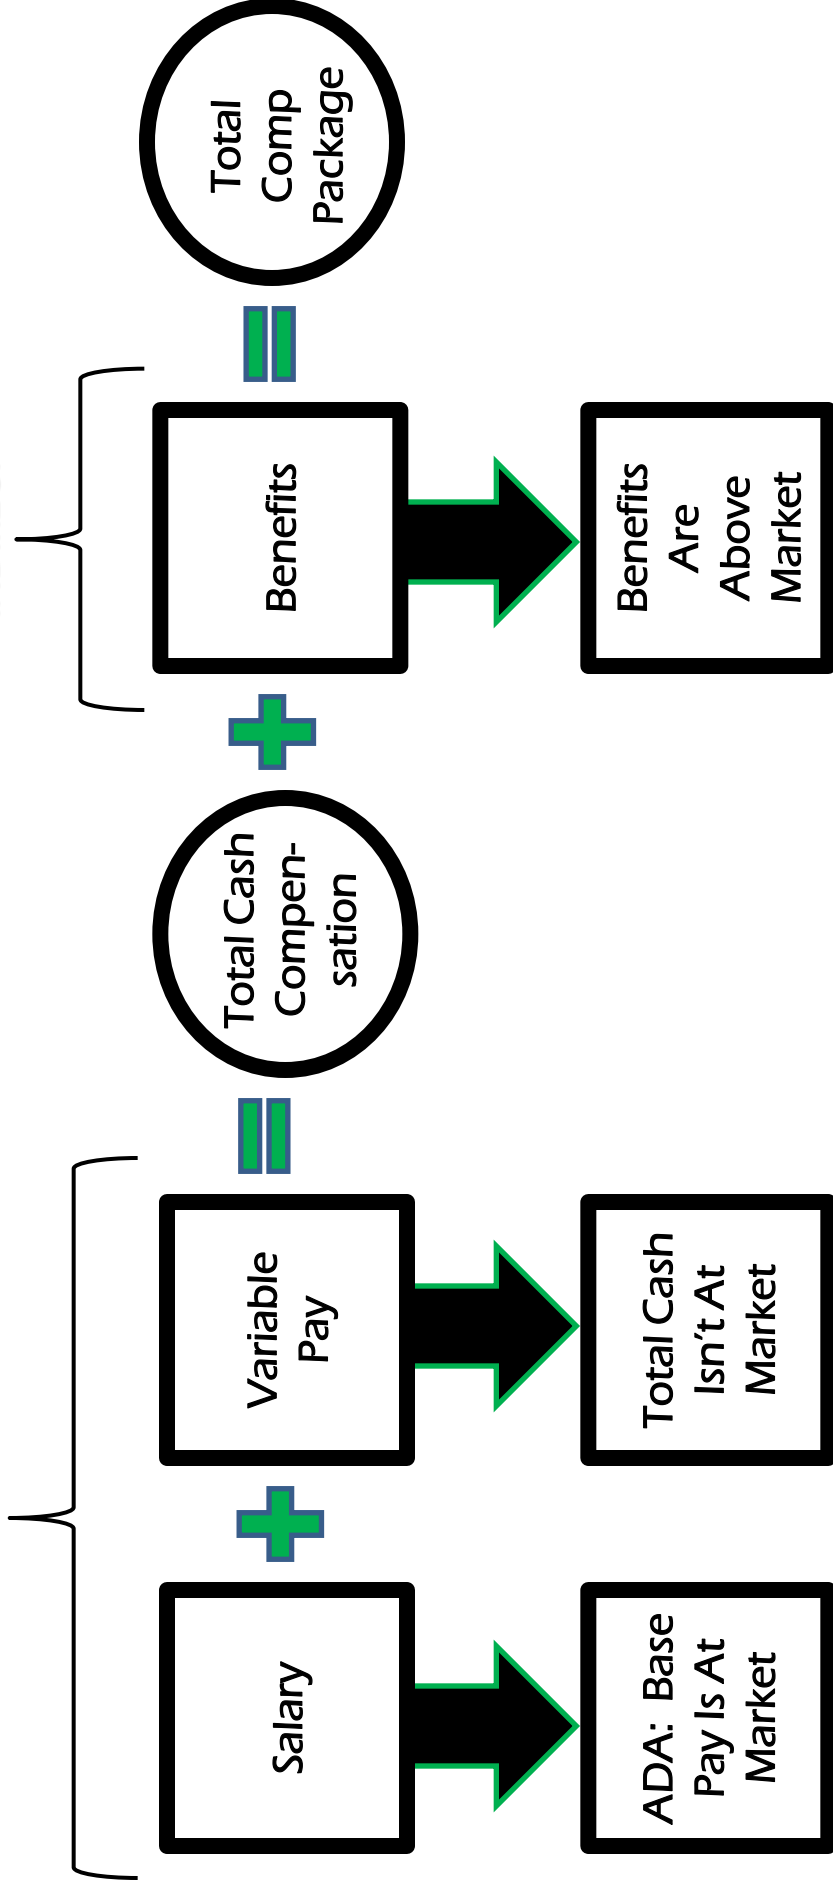 Salary
Variable
Pay
Total Cash
Compen-
sation
Benefits
Total
Comp
Package
ADA: Base
Pay Is At
Market
Total Cash
Isn't At
Market
Benefits
Are
Above
Market